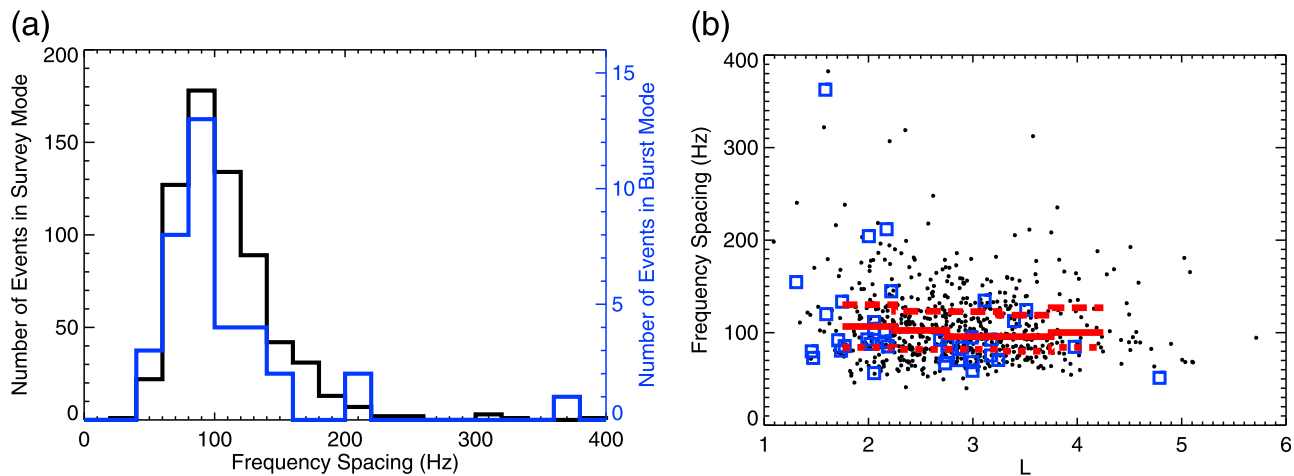 (a)
200
150
100
50
0
Number of Events in Survey Mode
15
10
5
0
Number of Events in Burst Mode
0 100 200 300 400
Frequency Spacing (Hz)
(b)
400
300
200
100
0
Frequency Spacing (Hz)
1 2 3 4 5 6
L